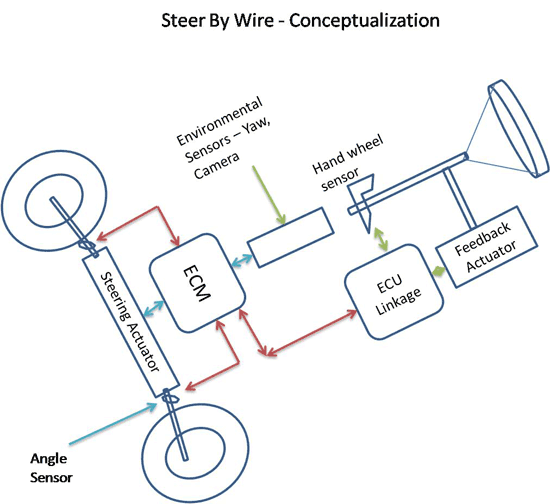 Steer By Wire - Conceptualization
Environmental
Sensors – Yaw,
Camera
Hand wheel
sensor
Feedback
Actuator
ECM
ECU
Linkage
Steering Actuator
Angle
Sensor